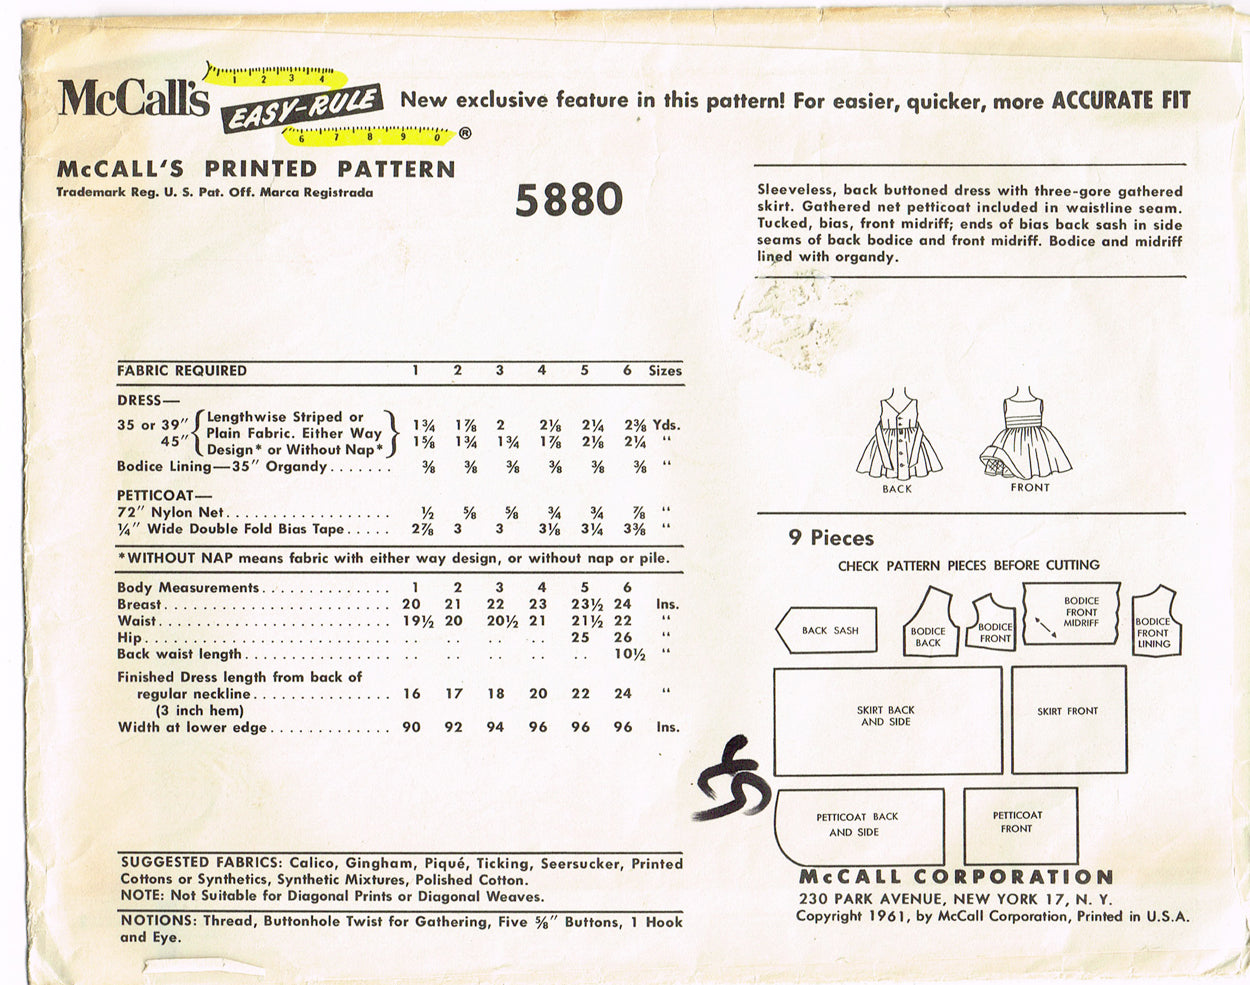 McCall's
1 2 3 4
EASY-RULE
6 7 8 9 0 ®
New exclusive feature in this pattern! For easier, quicker, more ACCURATE FIT
McCALL'S PRINTED PATTERN
Trademark Reg. U. S. Pat. Off. Marca Registrada
5880
Sleeveless, back buttoned dress with three-gore gathered
skirt. Gathered net petticoat included in waistline seam.
Tucked, bias, front midriff; ends of bias back sash in side
seams of back bodice and front midriff. Bodice and midriff
lined with organdy.
FABRIC REQUIRED 1 2 3 4 5 6 Sizes
DRESS—
35 or 39" { Lengthwise Striped or } 1¾ 1⅞ 2 2⅛ 2¼ 2⅜ Yds.
45" { Plain Fabric. Either Way } 1⅝ 1¾ 1¾ 1⅞ 2⅛ 2¼ "
Design* or Without Nap*
Bodice Lining—35" Organdy....... ⅜ ⅜ ⅜ ⅜ ⅜ ⅜ "
PETTICOAT—
72" Nylon Net.................. ½ ⅝ ⅝ ¾ ¾ ⅞ "
¼" Wide Double Fold Bias Tape..... 2⅞ 3 3 3⅛ 3¼ 3⅜ "
*WITHOUT NAP means fabric with either way design, or without nap or pile.
Body Measurements.............. 1 2 3 4 5 6
Breast......................... 20 21 22 23 23½ 24 Ins.
Waist.......................... 19½ 20 20½ 21 21½ 22 "
Hip............................ .. .. .. .. 25 26 "
Back waist length................ .. .. .. .. .. 10½ "
Finished Dress length from back of
regular neckline............... 16 17 18 20 22 24 "
(3 inch hem)
Width at lower edge............. 90 92 94 96 96 96 Ins.
SUGGESTED FABRICS: Calico, Gingham, Piqué, Ticking, Seersucker, Printed
Cottons or Synthetics, Synthetic Mixtures, Polished Cotton.
NOTE: Not Suitable for Diagonal Prints or Diagonal Weaves.
NOTIONS: Thread, Buttonhole Twist for Gathering, Five ⅝" Buttons, 1 Hook
and Eye.
BACK
FRONT
9 Pieces
CHECK PATTERN PIECES BEFORE CUTTING
BACK SASH
BODICE
BACK
BODICE
FRONT
BODICE
FRONT
MIDRIFF
BODICE
FRONT
LINING
SKIRT BACK
AND SIDE
SKIRT FRONT
PETTICOAT BACK
AND SIDE
PETTICOAT
FRONT
McCALL CORPORATION
230 PARK AVENUE, NEW YORK 17, N. Y.
Copyright 1961, by McCall Corporation, Printed in U.S.A.